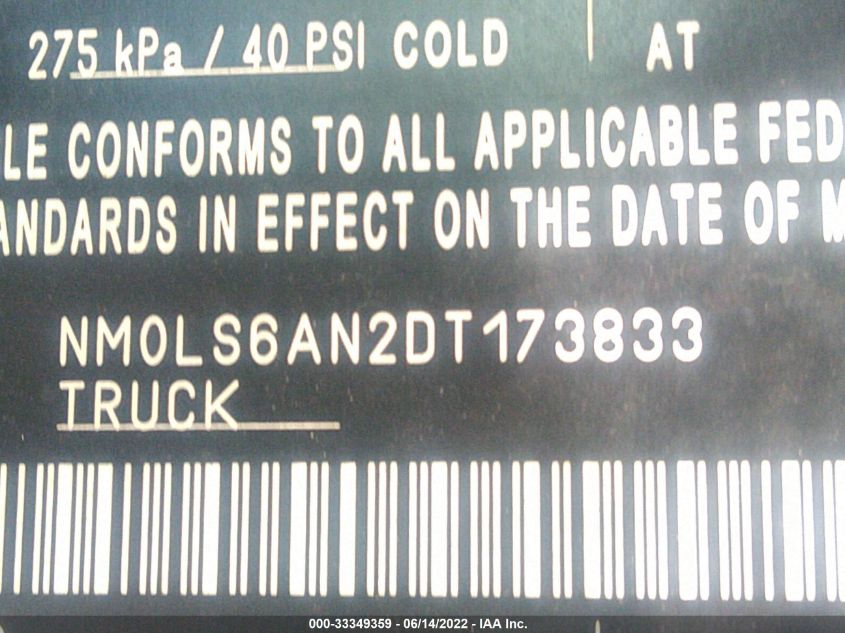 275 kPa / 40 PSI COLD AT
LE CONFORMS TO ALL APPLICABLE FED
ANDARDS IN EFFECT ON THE DATE OF M
NM0LS6AN2DT173833
TRUCK
000-33349359 - 06/14/2022 - IAA Inc.